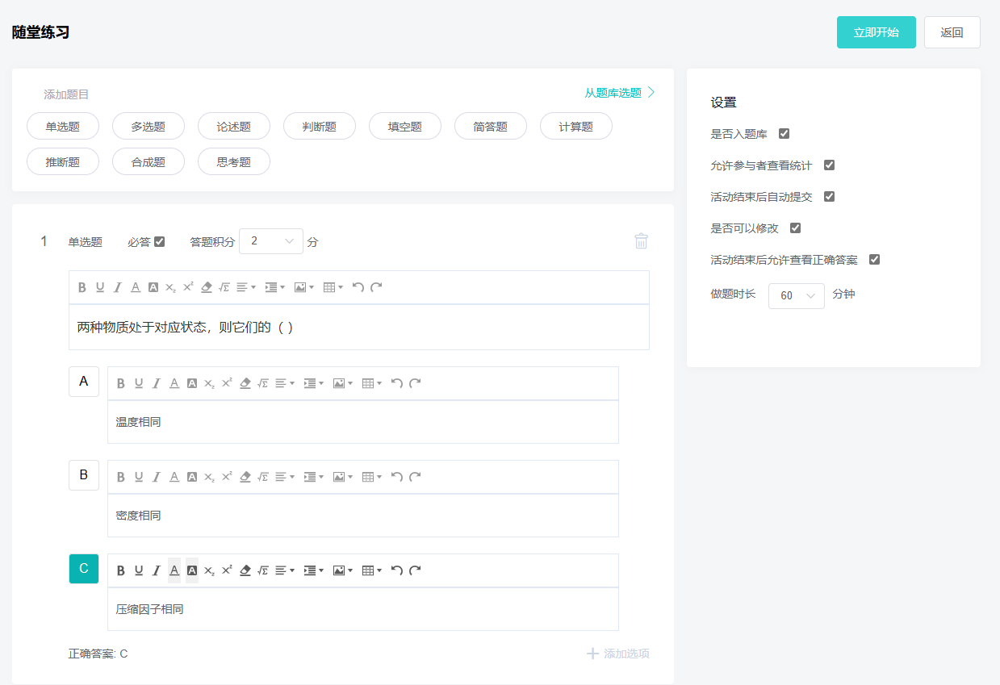 随堂练习
立即开始
返回
添加题目
从题库选题
单选题 多选题 论述题 判断题 填空题 简答题 计算题
推断题 合成题 思考题
1 单选题 必答 答题积分 2 分
两种物质处于对应状态，则它们的（ ）
A
温度相同
B
密度相同
C
压缩因子相同
正确答案: C
添加选项
设置
是否入题库
允许参与者查看统计
活动结束后自动提交
是否可以修改
活动结束后允许查看正确答案
做题时长 60 分钟